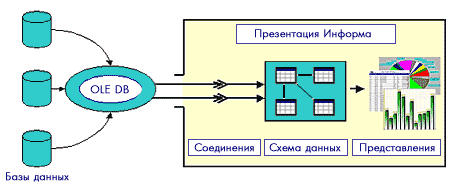 Презентация Информа
OLE DB
Соединения
Схема данных
Представления
Базы данных